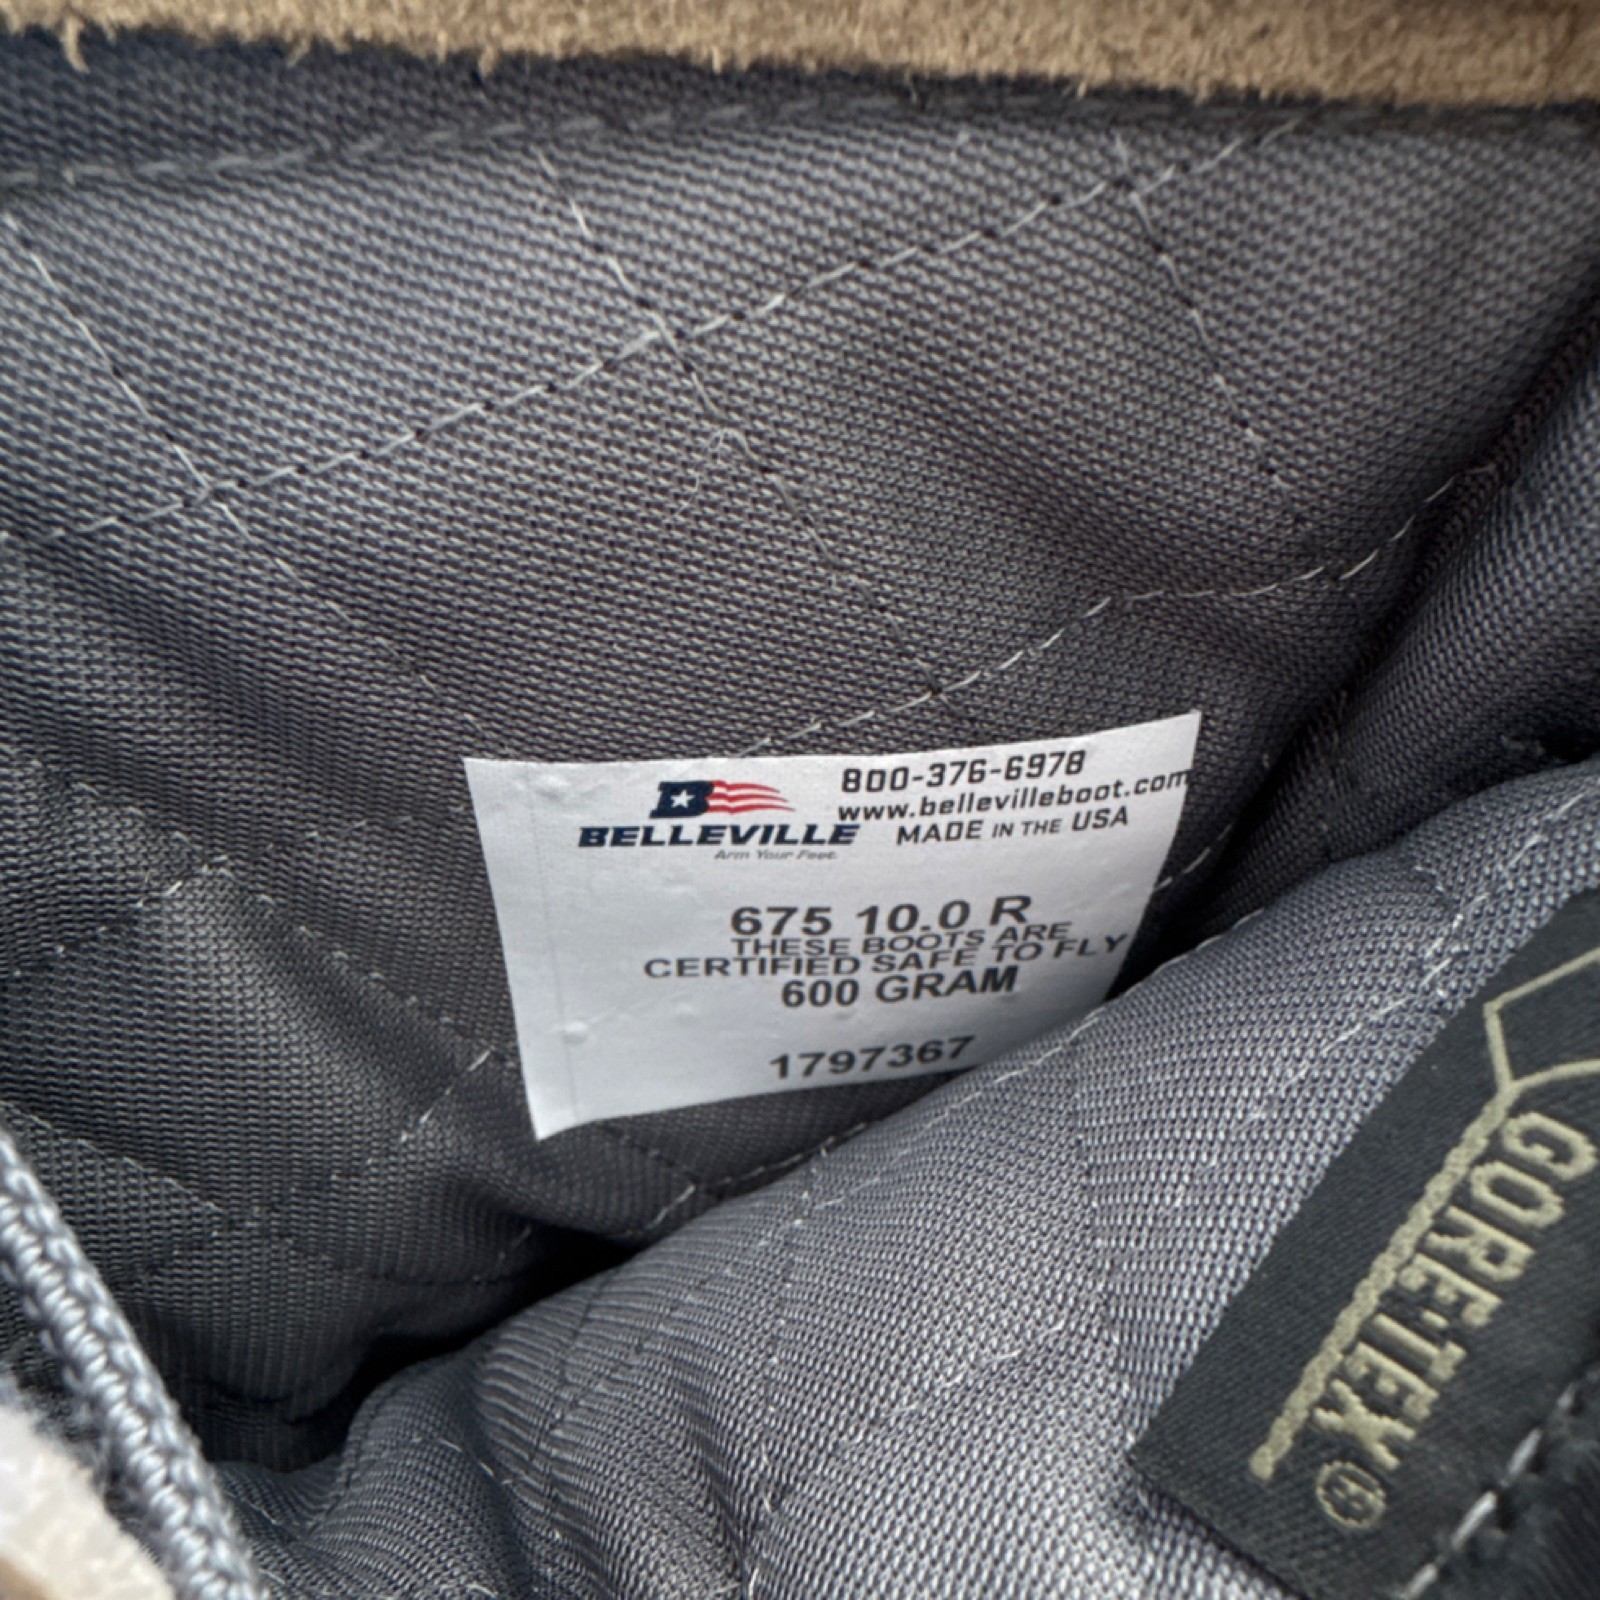 800-376-6978
www.bellevilleboot.com
BELLEVILLE MADE IN THE USA
Arm Your Feet.
675 10.0 R
THESE BOOTS ARE
CERTIFIED SAFE TO FLY
600 GRAM
1797367
GORE-TEX®